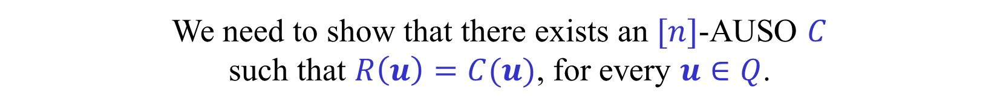 We need to show that there exists an [n]-AUSO C
such that R(u) = C(u), for every u ∈ Q.